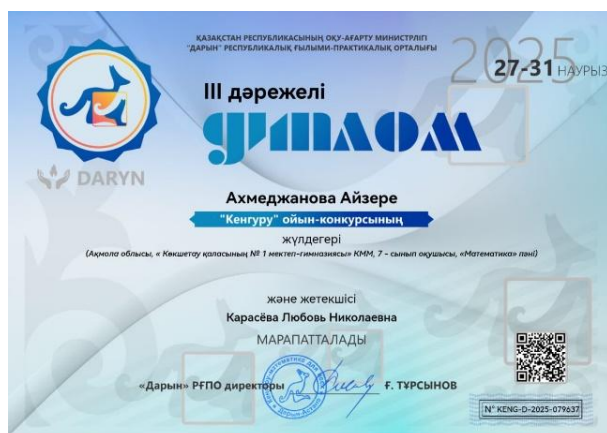 ҚАЗАҚСТАН РЕСПУБЛИКАСЫНЫҢ ОҚУ-АҒАРТУ МИНИСТРЛІГІ
"ДАРЫН" РЕСПУБЛИКАЛЫҚ ҒЫЛЫМИ-ПРАКТИКАЛЫҚ ОРТАЛЫҒЫ
2025
27-31 НАУРЫЗ
III дәрежелі
ДИПЛОМ
DARYN
Ахмеджанова Айзере
"Кенгуру" ойын-конкурсының
жүлдегері
(Ақмола облысы, « Көкшетау қаласының № 1 мектеп-гимназиясы» КММ, 7 - сынып оқушысы, «Математика» пәні)
және жетекшісі
Карасёва Любовь Николаевна
МАРАПАТТАЛАДЫ
«Дарын» РҒПО директоры Ғ. ТҰРСЫНОВ
N° KENG-D-2025-079637